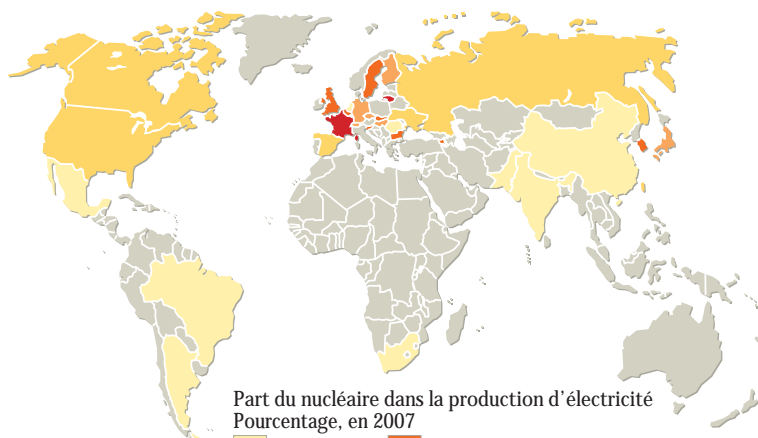 Part du nucléaire dans la production d’électricité
Pourcentage, en 2007